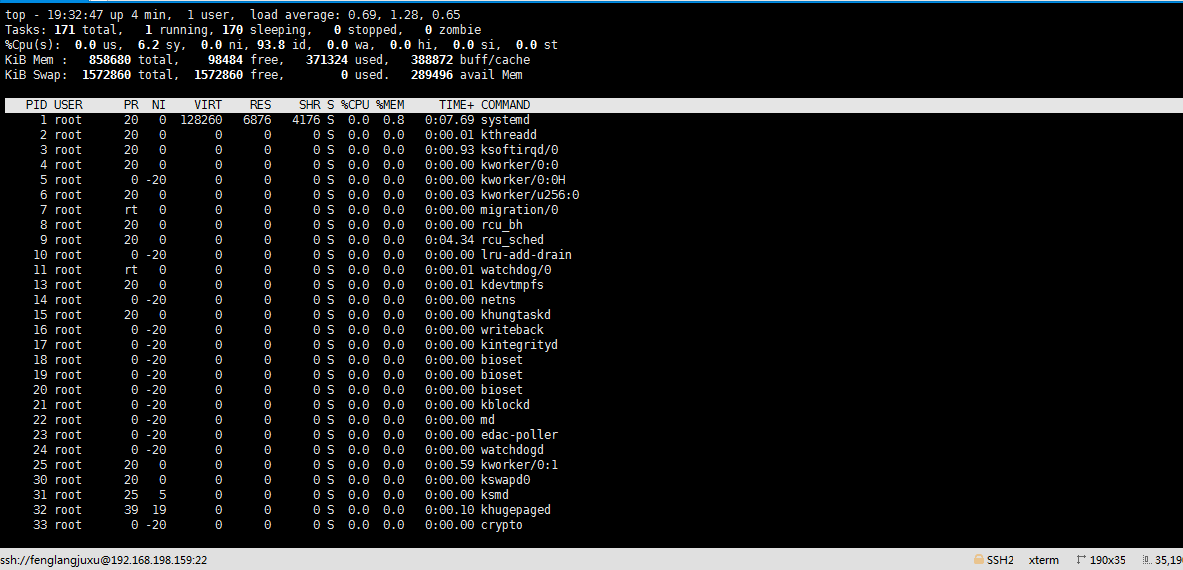 top - 19:32:47 up 4 min,  1 user,  load average: 0.69, 1.28, 0.65
Tasks: 171 total,   1 running, 170 sleeping,   0 stopped,   0 zombie
%Cpu(s):  0.0 us,  6.2 sy,  0.0 ni, 93.8 id,  0.0 wa,  0.0 hi,  0.0 si,  0.0 st
KiB Mem :   858680 total,    98484 free,   371324 used,   388872 buff/cache
KiB Swap:  1572860 total,  1572860 free,        0 used.   289496 avail Mem
PID USER      PR  NI    VIRT    RES    SHR S %CPU %MEM     TIME+ COMMAND
1 root      20   0  128260   6876   4176 S  0.0  0.8   0:07.69 systemd
2 root      20   0       0      0      0 S  0.0  0.0   0:00.01 kthreadd
3 root      20   0       0      0      0 S  0.0  0.0   0:00.93 ksoftirqd/0
4 root      20   0       0      0      0 S  0.0  0.0   0:00.00 kworker/0:0
5 root       0 -20       0      0      0 S  0.0  0.0   0:00.00 kworker/0:0H
6 root      20   0       0      0      0 S  0.0  0.0   0:00.03 kworker/u256:0
7 root      rt   0       0      0      0 S  0.0  0.0   0:00.00 migration/0
8 root      20   0       0      0      0 S  0.0  0.0   0:00.00 rcu_bh
9 root      20   0       0      0      0 S  0.0  0.0   0:04.34 rcu_sched
10 root       0 -20       0      0      0 S  0.0  0.0   0:00.00 lru-add-drain
11 root      rt   0       0      0      0 S  0.0  0.0   0:00.01 watchdog/0
13 root      20   0       0      0      0 S  0.0  0.0   0:00.01 kdevtmpfs
14 root       0 -20       0      0      0 S  0.0  0.0   0:00.00 netns
15 root      20   0       0      0      0 S  0.0  0.0   0:00.00 khungtaskd
16 root       0 -20       0      0      0 S  0.0  0.0   0:00.00 writeback
17 root       0 -20       0      0      0 S  0.0  0.0   0:00.00 kintegrityd
18 root       0 -20       0      0      0 S  0.0  0.0   0:00.00 bioset
19 root       0 -20       0      0      0 S  0.0  0.0   0:00.00 bioset
20 root       0 -20       0      0      0 S  0.0  0.0   0:00.00 bioset
21 root       0 -20       0      0      0 S  0.0  0.0   0:00.00 kblockd
22 root       0 -20       0      0      0 S  0.0  0.0   0:00.00 md
23 root       0 -20       0      0      0 S  0.0  0.0   0:00.00 edac-poller
24 root       0 -20       0      0      0 S  0.0  0.0   0:00.00 watchdogd
25 root      20   0       0      0      0 S  0.0  0.0   0:00.59 kworker/0:1
30 root      20   0       0      0      0 S  0.0  0.0   0:00.00 kswapd0
31 root      25   5       0      0      0 S  0.0  0.0   0:00.00 ksmd
32 root      39  19       0      0      0 S  0.0  0.0   0:00.10 khugepaged
33 root       0 -20       0      0      0 S  0.0  0.0   0:00.00 crypto
ssh://fenglangjuxu@192.168.198.159:22 SSH2 xterm 190x35 35,19